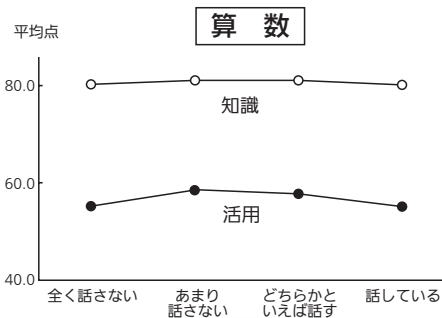 算 数
平均点
80.0
知識
60.0
活用
40.0
全く話さない
あまり
話さない
どちらかと
いえば話す
話している